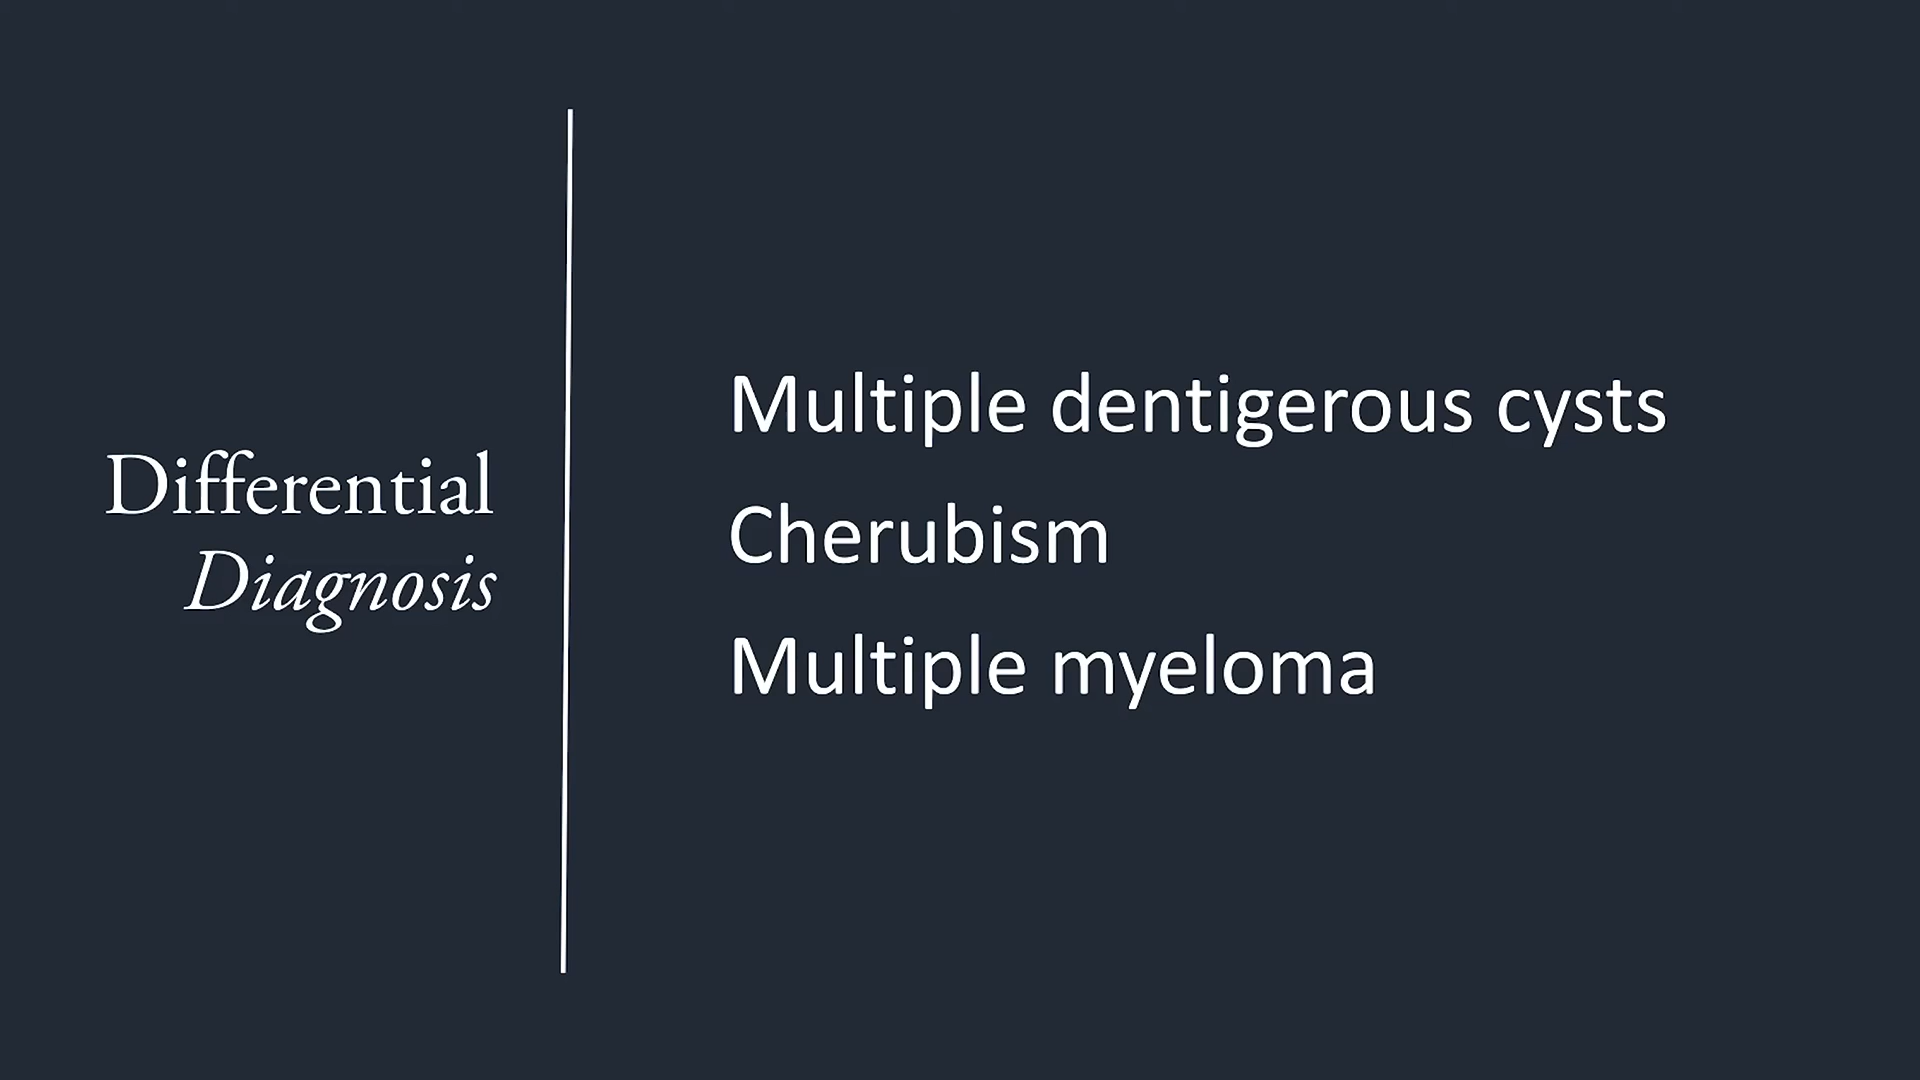 Differential
Diagnosis
Multiple dentigerous cysts
Cherubism
Multiple myeloma